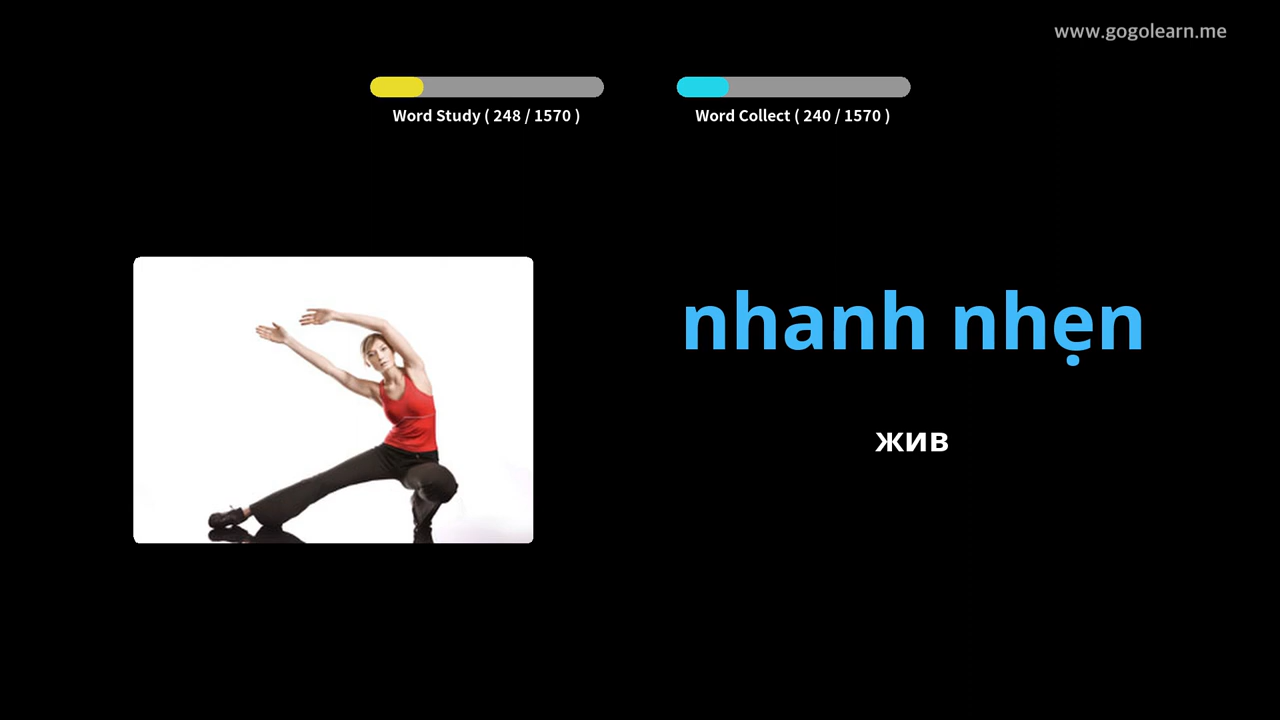 www.gogolearn.me
Word Study ( 248 / 1570 )
Word Collect ( 240 / 1570 )
nhanh nhẹn
жив